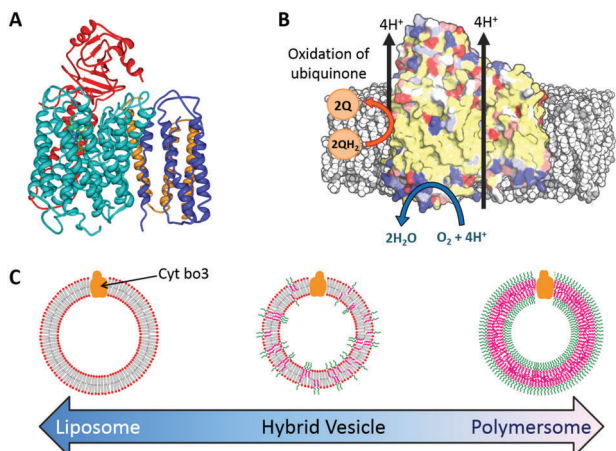 A
B
4H⁺
4H⁺
Oxidation of
ubiquinone
2Q
2QH₂
2H₂O
O₂ + 4H⁺
C
Cyt bo3
Liposome
Hybrid Vesicle
Polymersome